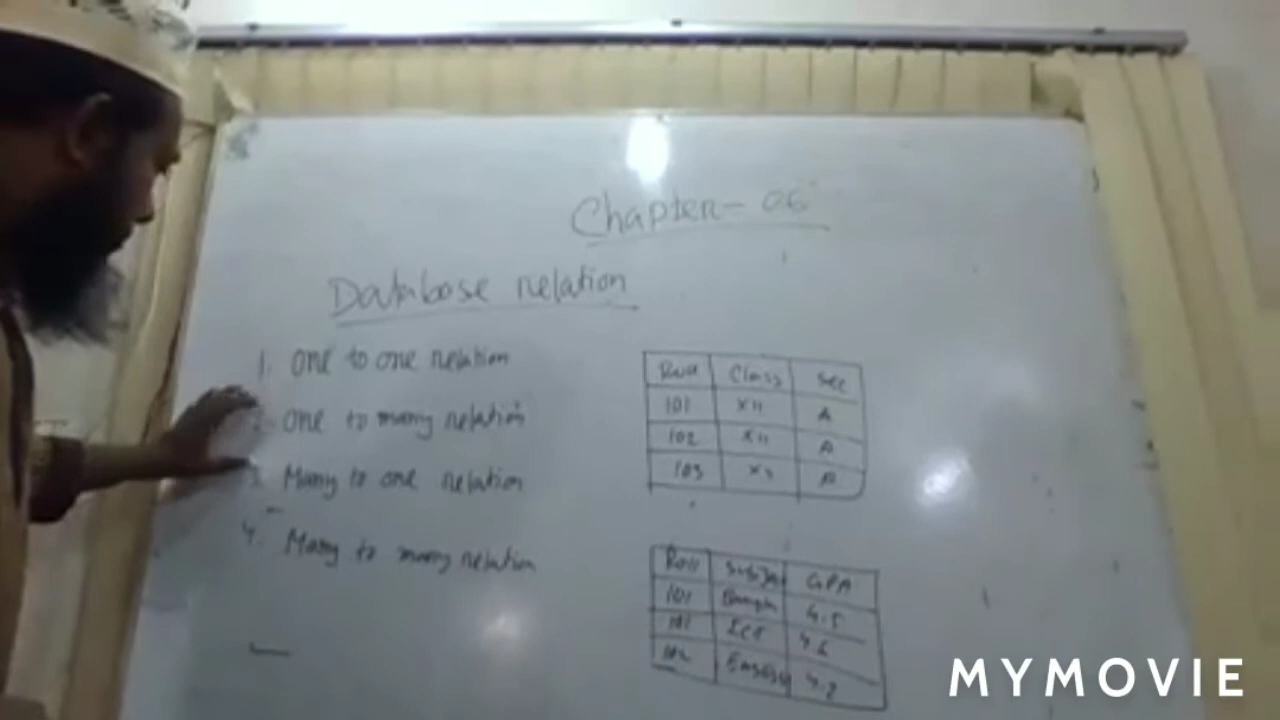 Chapter- 06
Database relation
1. One to one relation
2. One to many relation
3. Many to one relation
4. Many to many relation
Roll Class Sec
101 XII A
102 XII A
103 A
Roll GPA
101 Bangla 4.5
101 ICT 4.6
102 English 4.2
MYMOVIE